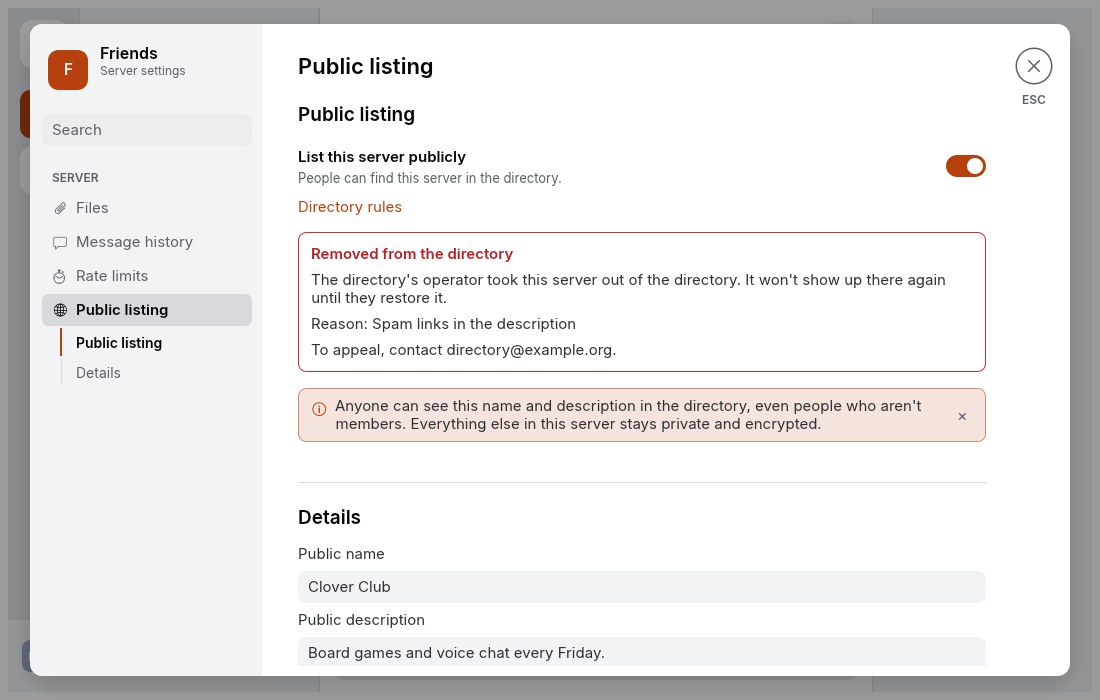 F
Friends
Server settings
Search
SERVER
Files
Message history
Rate limits
Public listing
Public listing
Details
Public listing
ESC
Public listing
List this server publicly
People can find this server in the directory.
Directory rules
Removed from the directory
The directory's operator took this server out of the directory. It won't show up there again
until they restore it.
Reason: Spam links in the description
To appeal, contact directory@example.org.
Anyone can see this name and description in the directory, even people who aren't
members. Everything else in this server stays private and encrypted.
Details
Public name
Clover Club
Public description
Board games and voice chat every Friday.